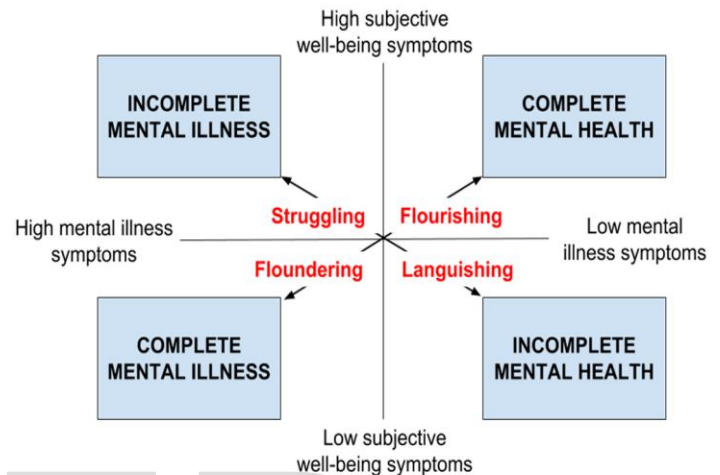 High subjective
well-being symptoms
INCOMPLETE
MENTAL ILLNESS
COMPLETE
MENTAL HEALTH
Struggling
Flourishing
High mental illness
symptoms
Low mental
illness symptoms
Floundering
Languishing
COMPLETE
MENTAL ILLNESS
INCOMPLETE
MENTAL HEALTH
Low subjective
well-being symptoms